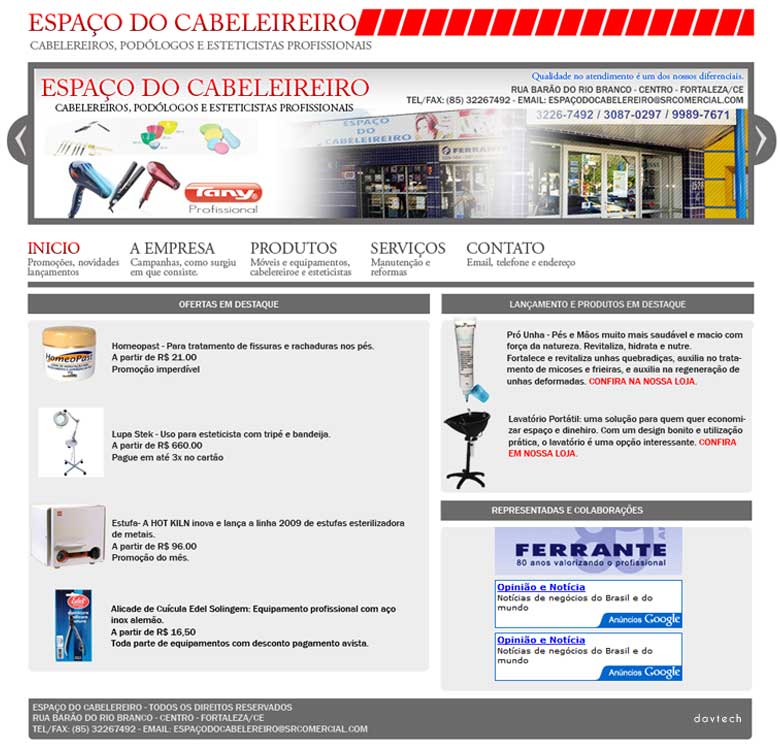 ESPAÇO DO CABELEIREIRO
CABELEREIROS, PODÓLOGOS E ESTETICISTAS PROFISSIONAIS
ESPAÇO DO CABELEIREIRO
CABELEREIROS, PODÓLOGOS E ESTETICISTAS PROFISSIONAIS
Qualidade no atendimento é um dos nossos diferenciais.
RUA BARÃO DO RIO BRANCO - CENTRO - FORTALEZA/CE
TEL/FAX: (85) 32267492 - EMAIL: ESPAÇODOCABELEREIRO@SRCOMERCIAL.COM
3226-7492 / 3087-0297 / 9989-7671
ESPAÇO
DO
CABELEIREIRO
FERRANTE
Tany
Profissional
INICIO
Promoções, novidades
lançamentos
A EMPRESA
Campanhas, como surgiu
em que consiste.
PRODUTOS
Móveis e equipamentos,
cabelereiroe e esteticistas
SERVIÇOS
Manutenção e
reformas
CONTATO
Email, telefone e endereço
OFERTAS EM DESTAQUE
HomeoPast
Homeopast - Para tratamento de fissuras e rachaduras nos pés.
A partir de R$ 21.00
Promoção imperdível
Lupa Stek - Uso para esteticista com tripé e bandeija.
A partir de R$ 660.00
Pague em até 3x no cartão
Estufa- A HOT KILN inova e lança a linha 2009 de estufas esterilizadora
de metais.
A partir de R$ 96.00
Promoção do mês.
Alicade de Cuícula Edel Solingem: Equipamento profissional com aço
inox alemão.
A partir de R$ 16,50
Toda parte de equipamentos com desconto pagamento avista.
LANÇAMENTO E PRODUTOS EM DESTAQUE
Pró Unha - Pés e Mãos muito mais saudável e macio com
força da natureza. Revitaliza, hidrata e nutre.
Fortalece e revitaliza unhas quebradiças, auxilia no trata-
mento de micoses e frieiras, e auxilia na regeneração de
unhas deformadas. CONFIRA NA NOSSA LOJA.
Lavatório Portátil: uma solução para quem quer economi-
zar espaço e dinehiro. Com um design bonito e utilização
prática, o lavatório é uma opção interessante. CONFIRA
EM NOSSA LOJA.
REPRESENTADAS E COLABORAÇÕES
FERRANTE
80 anos valorizando o profissional
Opinião e Notícia
Notícias de negócios do Brasil e do
mundo
Anúncios Google
Opinião e Notícia
Notícias de negócios do Brasil e do
mundo
Anúncios Google
ESPAÇO DO CABELEREIRO - TODOS OS DIREITOS RESERVADOS
RUA BARÃO DO RIO BRANCO - CENTRO - FORTALEZA/CE
TEL/FAX: (85) 32267492 - EMAIL: ESPAÇODOCABELEREIRO@SRCOMERCIAL.COM
davtech